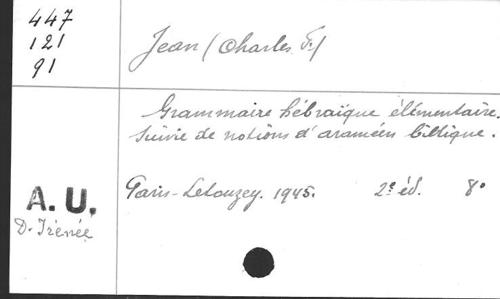 447
121
91
Jean (Charles F.)
Grammaire hébraïque élémentaire.
Suivie de notions d'araméen biblique.
Paris-Letouzey. 1945. 2e éd. 8°
A.U.
D. Irénée